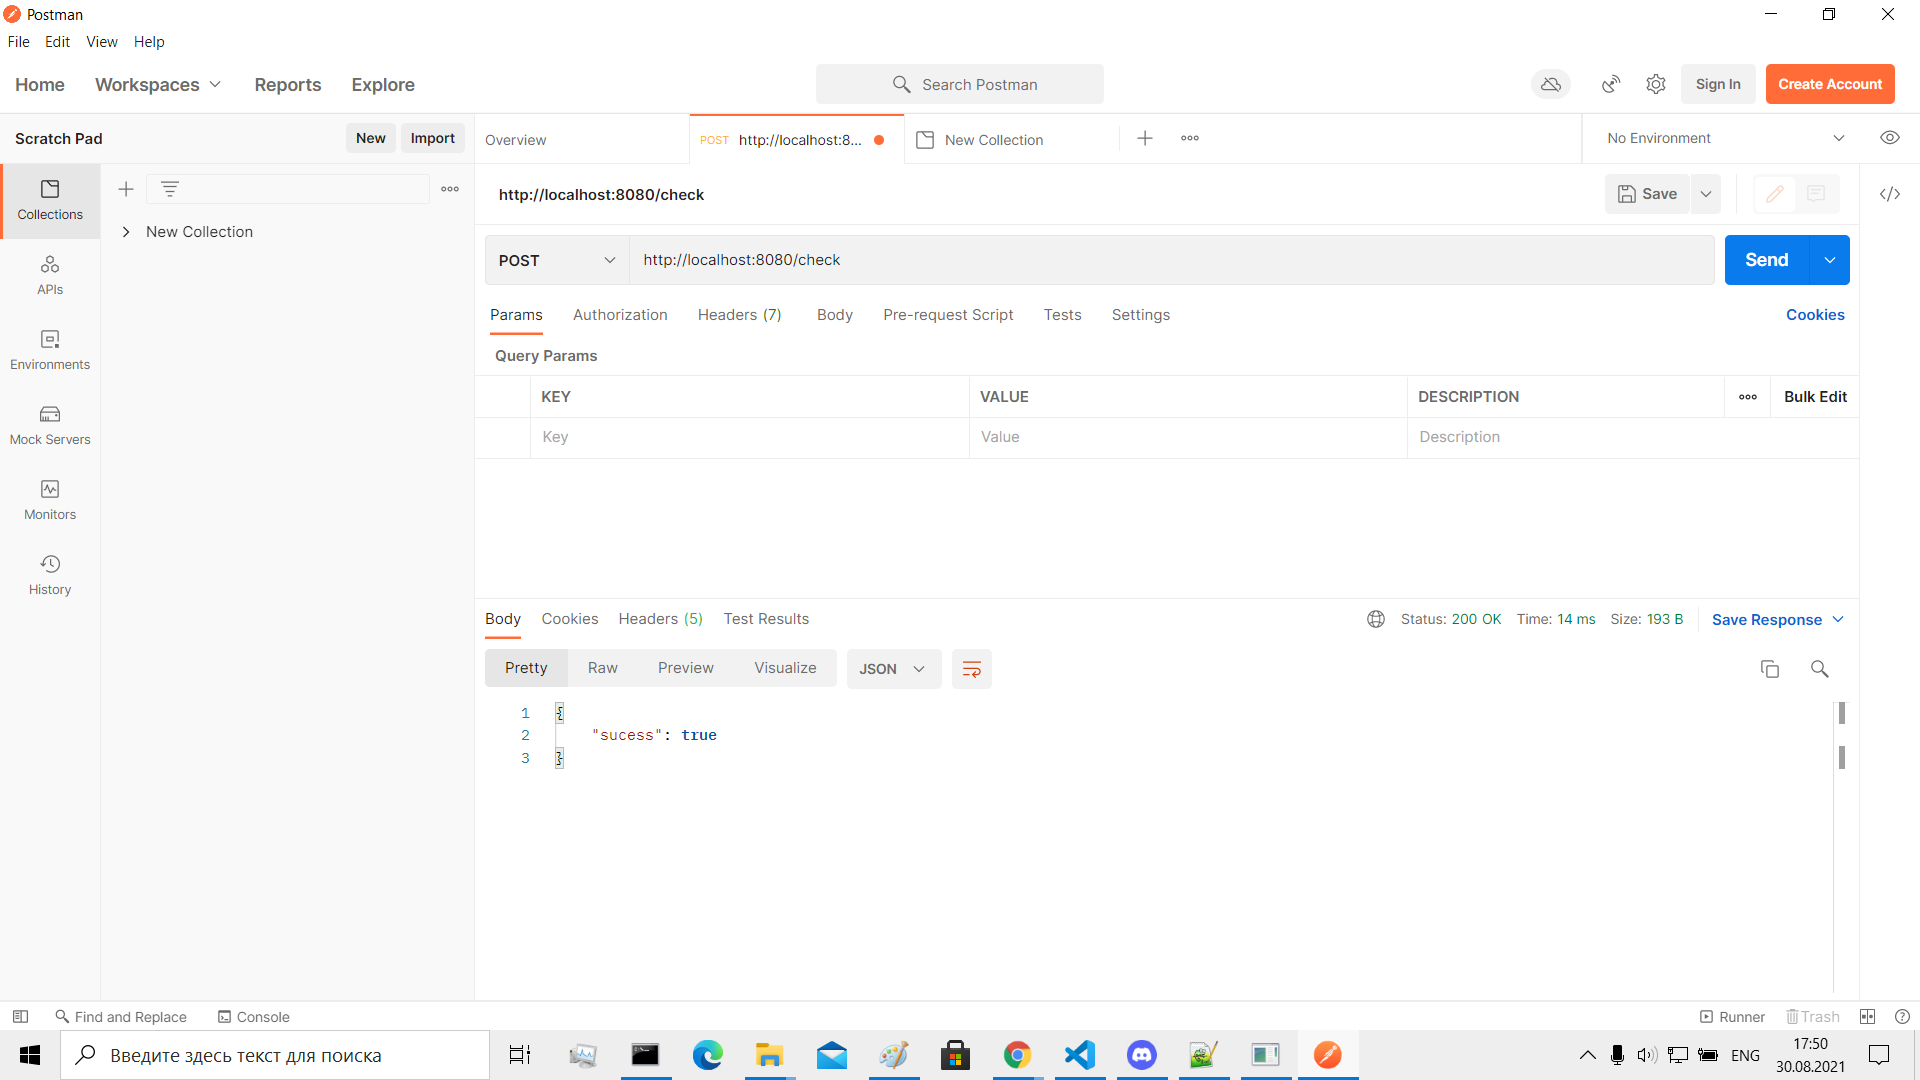 Postman
File Edit View Help
Home Workspaces Reports Explore Search Postman Sign In Create Account
Scratch Pad New Import Overview POST http://localhost:8... New Collection No Environment
http://localhost:8080/check Save
Collections
New Collection
POST http://localhost:8080/check Send
APIs
Params Authorization Headers (7) Body Pre-request Script Tests Settings Cookies
Query Params
Environments
KEY VALUE DESCRIPTION Bulk Edit
Key Value Description
Mock Servers
Monitors
History
Body Cookies Headers (5) Test Results Status: 200 OK Time: 14 ms Size: 193 B Save Response
Pretty Raw Preview Visualize JSON
1 {
2 "sucess": true
3 }
Find and Replace Console Runner Trash
Введите здесь текст для поиска ENG 17:50
30.08.2021